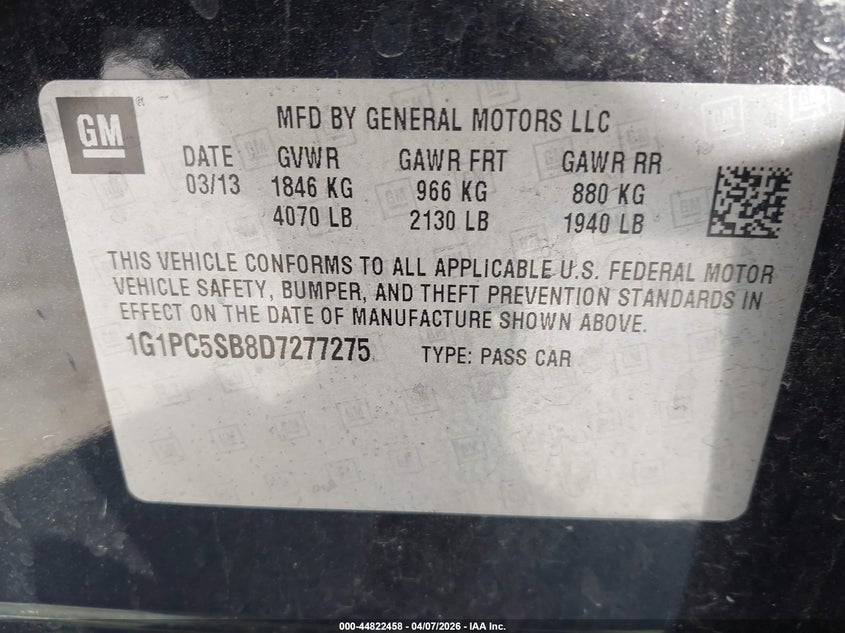 GM
®
MFD BY GENERAL MOTORS LLC
DATE GVWR GAWR FRT GAWR RR
03/13 1846 KG 966 KG 880 KG
4070 LB 2130 LB 1940 LB
THIS VEHICLE CONFORMS TO ALL APPLICABLE U.S. FEDERAL MOTOR
VEHICLE SAFETY, BUMPER, AND THEFT PREVENTION STANDARDS IN
EFFECT ON THE DATE OF MANUFACTURE SHOWN ABOVE.
1G1PC5SB8D7277275 TYPE: PASS CAR
000-44822458 - 04/07/2026 - IAA Inc.